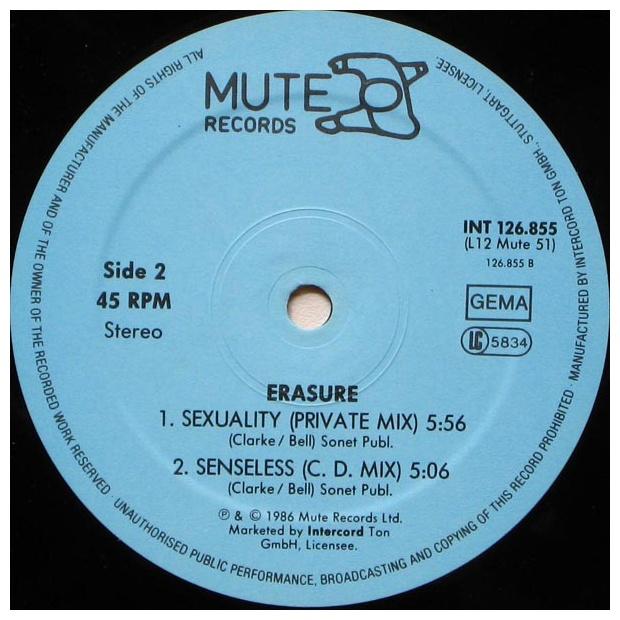 MUTE
RECORDS
INT 126.855
(L12 Mute 51)
126.855 B
Side 2
45 RPM
Stereo
GEMA
LC 5834
ERASURE
1. SEXUALITY (PRIVATE MIX) 5:56
(Clarke / Bell) Sonet Publ.
2. SENSELESS (C. D. MIX) 5:06
(Clarke / Bell) Sonet Publ.
℗ & © 1986 Mute Records Ltd.
Marketed by Intercord Ton
GmbH, Licensee.
ALL RIGHTS OF THE MANUFACTURER AND OF THE OWNER OF THE RECORDED WORK RESERVED · UNAUTHORISED PUBLIC PERFORMANCE, BROADCASTING AND COPYING OF THIS RECORD PROHIBITED · MANUFACTURED BY INTERCORD TON GMBH., STUTTGART, LICENSEE.